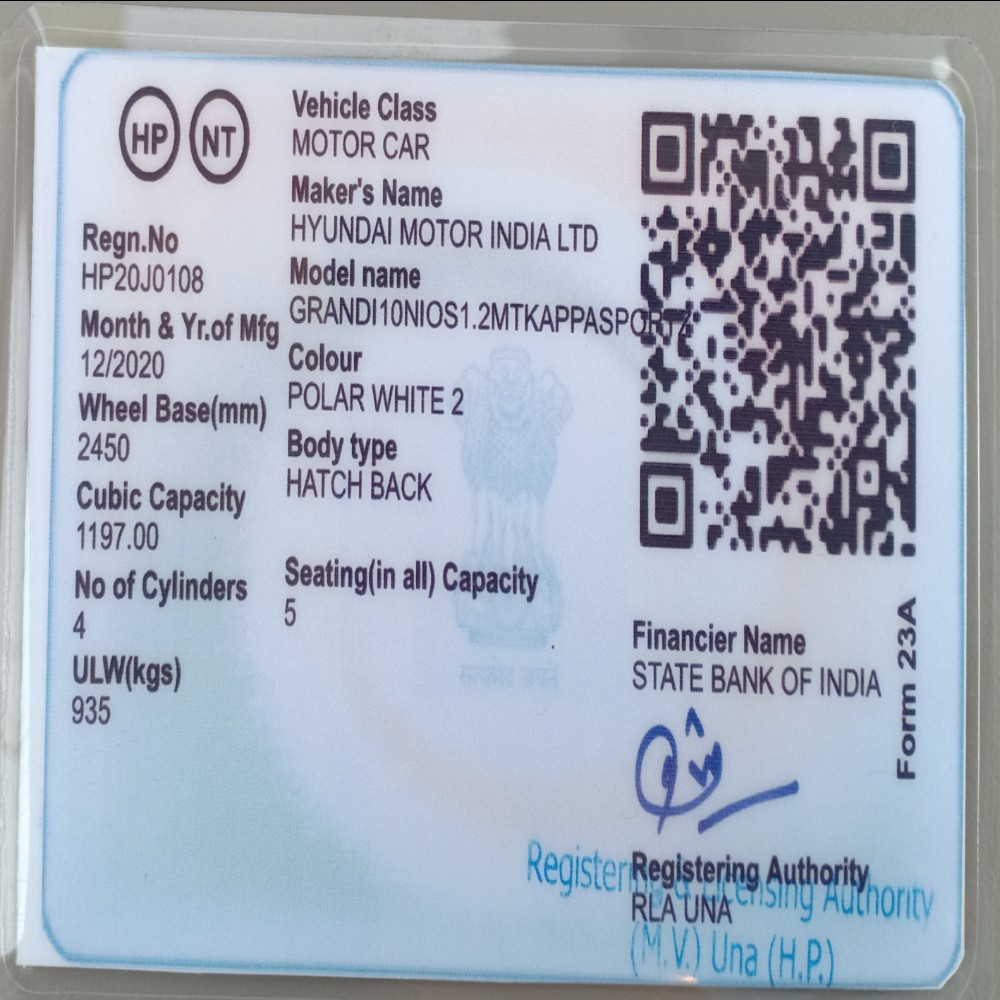 HP NT
Regn.No
HP20J0108
Month & Yr.of Mfg
12/2020
Wheel Base(mm)
2450
Cubic Capacity
1197.00
No of Cylinders
4
ULW(kgs)
935
Vehicle Class
MOTOR CAR
Maker's Name
HYUNDAI MOTOR INDIA LTD
Model name
GRANDI10NIOS1.2MTKAPPASPORTZ
Colour
POLAR WHITE 2
Body type
HATCH BACK
Seating(in all) Capacity
5
सत्यमेव जयते
Financier Name
STATE BANK OF INDIA
Form 23A
Registering Authority
RLA UNA
Registering & Licensing Authority
(M.V.) Una (H.P.)